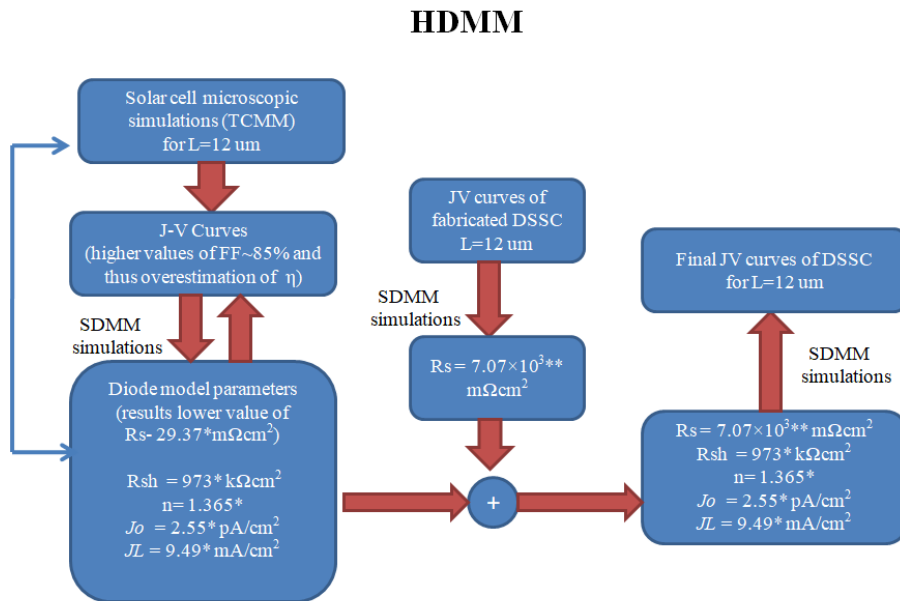 HDMM
Solar cell microscopic
simulations (TCMM)
for L=12 um
J-V Curves
(higher values of FF~85% and
thus overestimation of η)
SDMM
simulations
Diode model parameters
(results lower value of
Rs- 29.37*mΩcm²)
Rsh = 973* kΩcm²
n= 1.365*
Jo = 2.55* pA/cm²
JL = 9.49* mA/cm²
JV curves of
fabricated DSSC
L=12 um
SDMM
simulations
Rs = 7.07×10³**
mΩcm²
+
Final JV curves of DSSC
for L=12 um
SDMM
simulations
Rs = 7.07×10³** mΩcm²
Rsh = 973* kΩcm²
n= 1.365*
Jo = 2.55* pA/cm²
JL = 9.49* mA/cm²